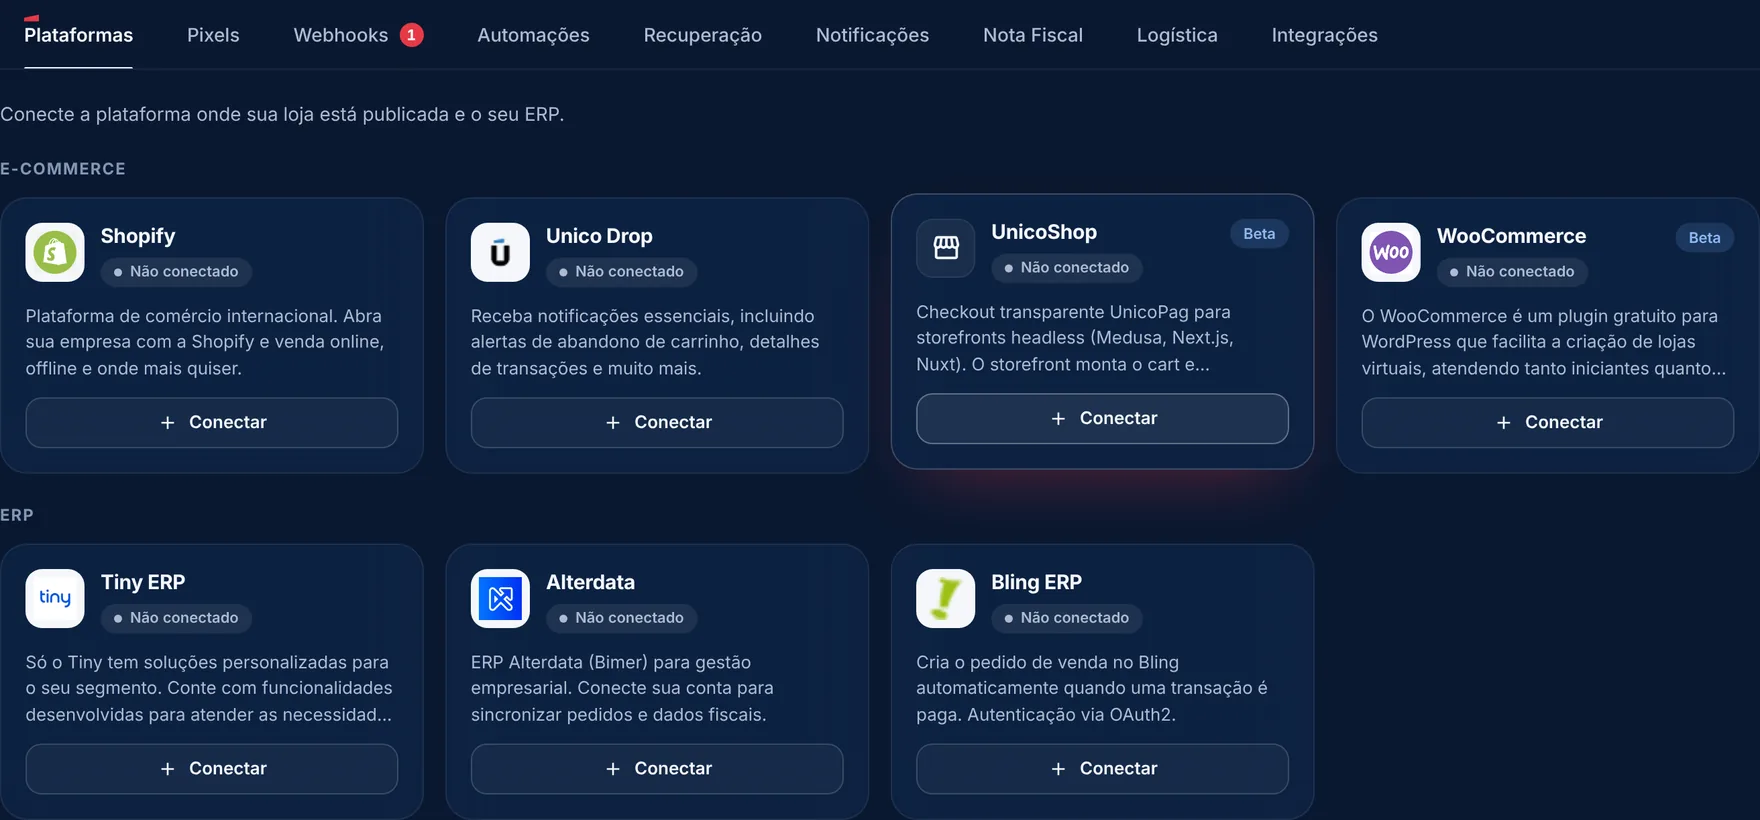 Plataformas
Pixels
Webhooks 1
Automações
Recuperação
Notificações
Nota Fiscal
Logística
Integrações
Conecte a plataforma onde sua loja está publicada e o seu ERP.
E-COMMERCE
Shopify
Não conectado
Plataforma de comércio internacional. Abra
sua empresa com a Shopify e venda online,
offline e onde mais quiser.
+ Conectar
Unico Drop
Não conectado
Receba notificações essenciais, incluindo
alertas de abandono de carrinho, detalhes
de transações e muito mais.
+ Conectar
UnicoShop
Beta
Não conectado
Checkout transparente UnicoPag para
storefronts headless (Medusa, Next.js,
Nuxt). O storefront monta o cart e...
+ Conectar
Woo
WooCommerce
Beta
Não conectado
O WooCommerce é um plugin gratuito para
WordPress que facilita a criação de lojas
virtuais, atendendo tanto iniciantes quanto...
+ Conectar
ERP
tiny
Tiny ERP
Não conectado
Só o Tiny tem soluções personalizadas para
o seu segmento. Conte com funcionalidades
desenvolvidas para atender as necessidad...
+ Conectar
Alterdata
Não conectado
ERP Alterdata (Bimer) para gestão
empresarial. Conecte sua conta para
sincronizar pedidos e dados fiscais.
+ Conectar
Bling ERP
Não conectado
Cria o pedido de venda no Bling
automaticamente quando uma transação é
paga. Autenticação via OAuth2.
+ Conectar